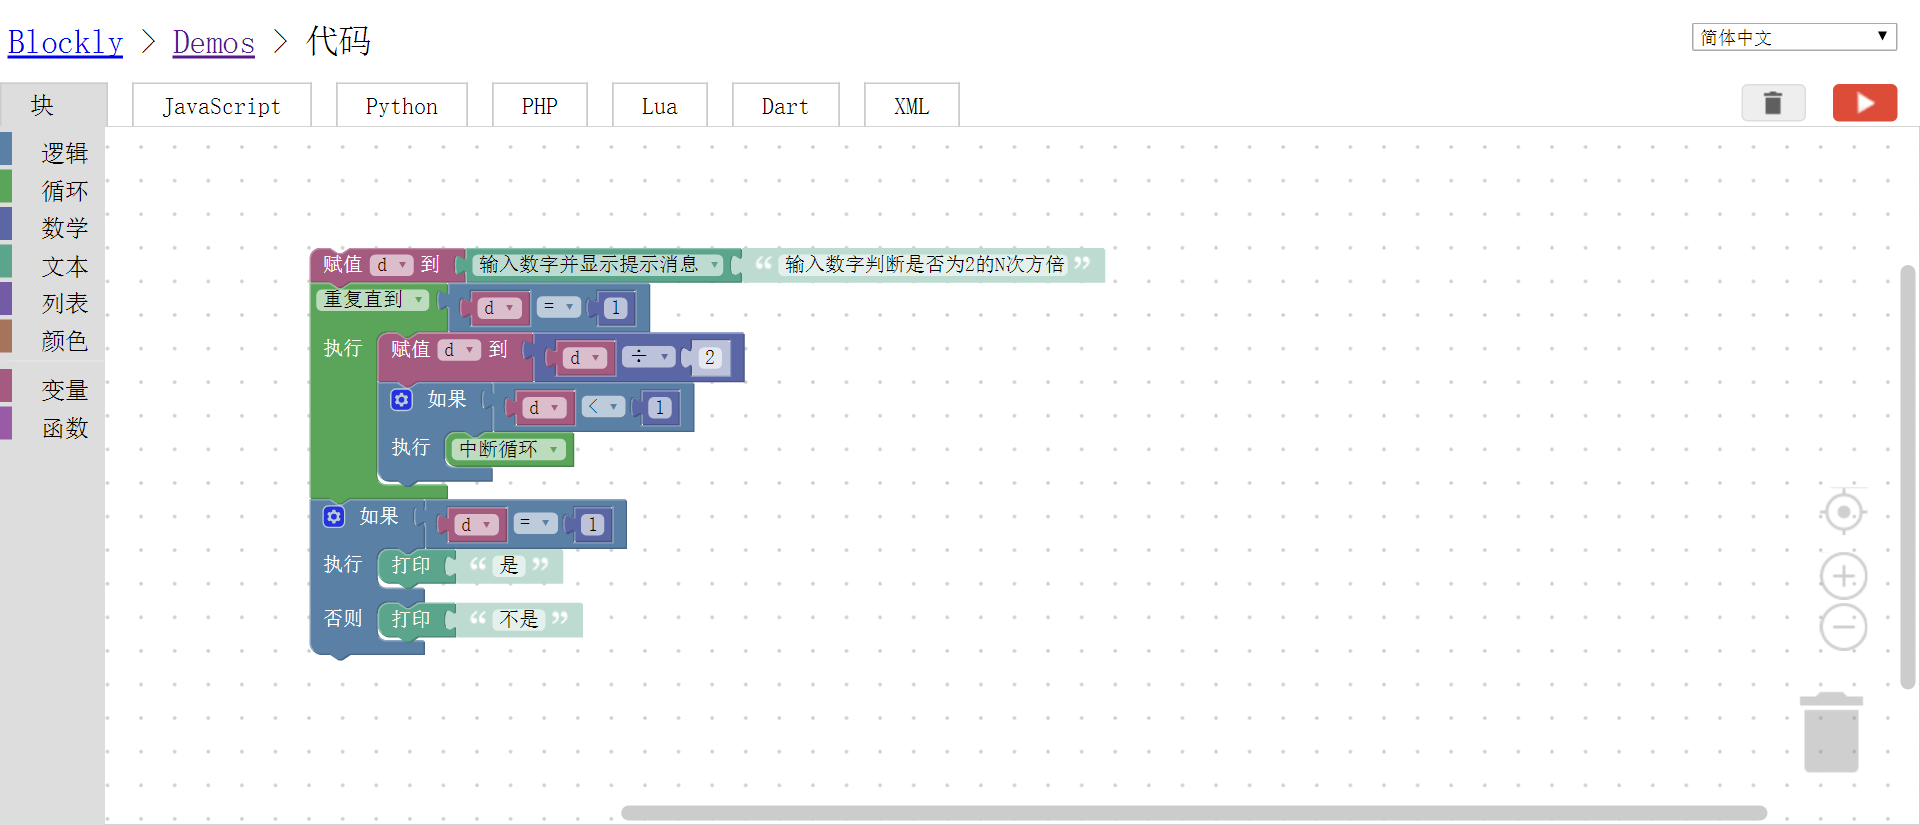 Blockly > Demos > 代码
简体中文
块 JavaScript Python PHP Lua Dart XML
逻辑
循环
数学
文本
列表
颜色
变量
函数
赋值 d 到 输入数字并显示提示消息 “ 输入数字判断是否为2的N次方倍 ”
重复直到 d = 1
执行 赋值 d 到 d ÷ 2
如果 d < 1
执行 中断循环
如果 d = 1
执行 打印 “ 是 ”
否则 打印 “ 不是 ”